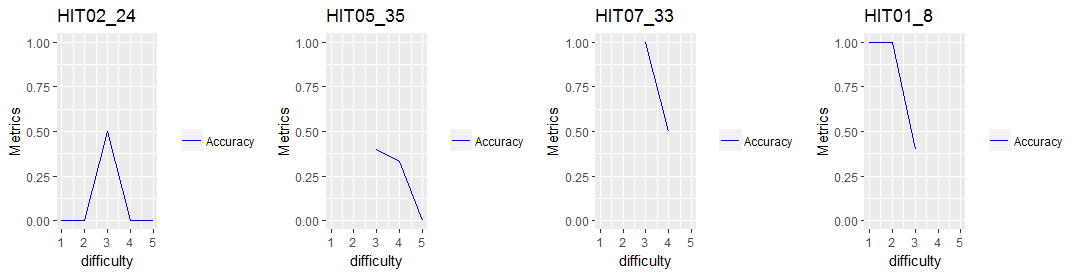 HIT02_24
1.00
0.75
0.50
0.25
0.00
Metrics
1 2 3 4 5
difficulty
Accuracy
HIT05_35
1.00
0.75
0.50
0.25
0.00
Metrics
1 2 3 4 5
difficulty
Accuracy
HIT07_33
1.00
0.75
0.50
0.25
0.00
Metrics
1 2 3 4 5
difficulty
Accuracy
HIT01_8
1.00
0.75
0.50
0.25
0.00
Metrics
1 2 3 4 5
difficulty
Accuracy